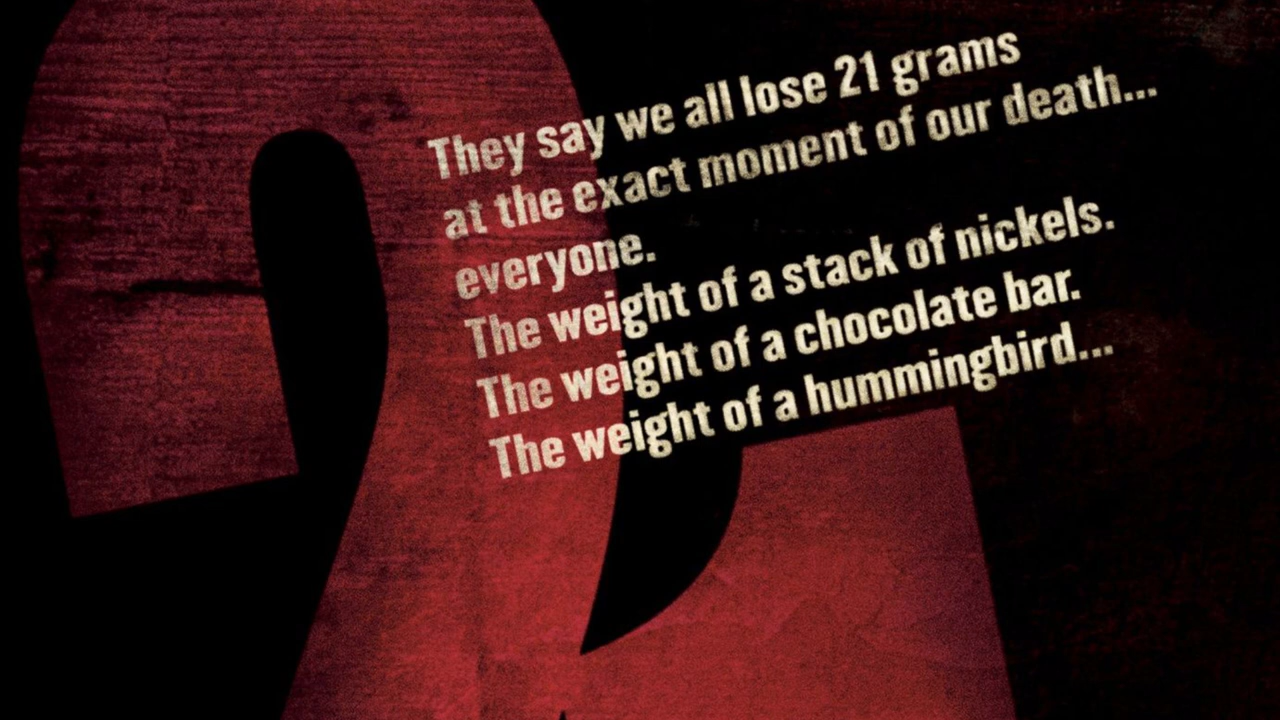 They say we all lose 21 grams
at the exact moment of our death...
everyone.
The weight of a stack of nickels.
The weight of a chocolate bar.
The weight of a hummingbird...